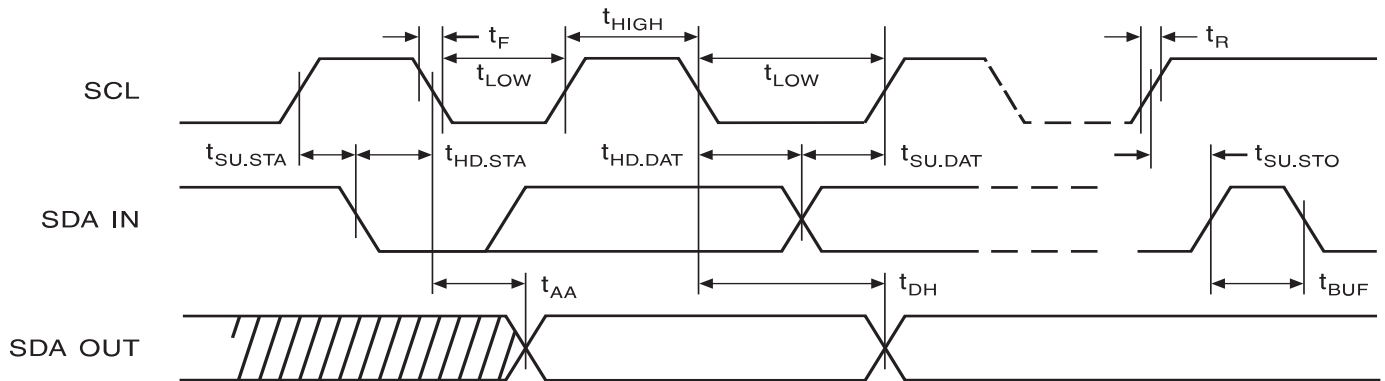 tF
tHIGH
tR
SCL
tLOW
tLOW
tSU.STA
tHD.STA
tHD.DAT
tSU.DAT
tSU.STO
SDA IN
tAA
tDH
tBUF
SDA OUT